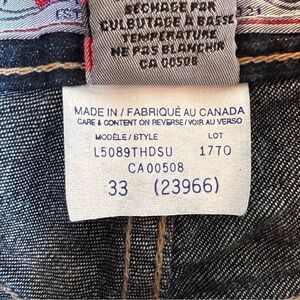 SÉCHAGE PAR
CULBUTAGE À BASSE
TEMPÉRATURE
NE PAS BLANCHIR
CA 00508
MADE IN / FABRIQUÉ AU CANADA
CARE & CONTENT ON REVERSE / VOIR AU VERSO
MODÈLE / STYLE LOT
L5089THDSU 1770
CA00508
33 (23966)